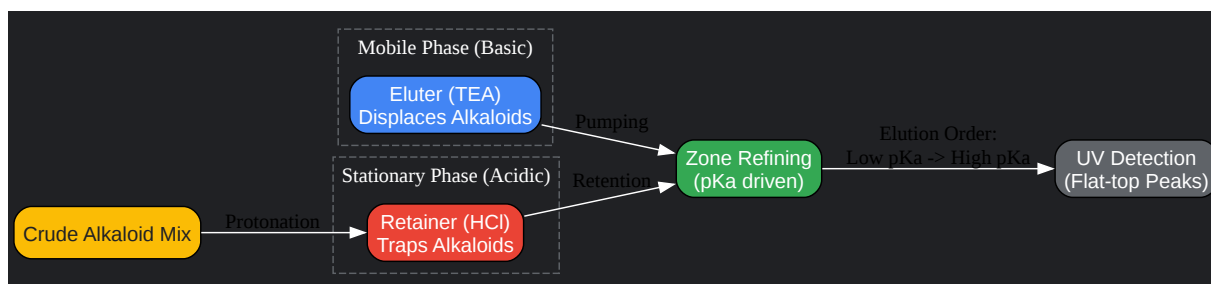 Mobile Phase (Basic)
Eluter (TEA)
Displaces Alkaloids
Pumping
Stationary Phase (Acidic)
Retention
Crude Alkaloid Mix
Protonation
Retainer (HCl)
Traps Alkaloids
Zone Refining
(pKa driven)
Elution Order:
Low pKa -> High pKa
UV Detection
(Flat-top Peaks)